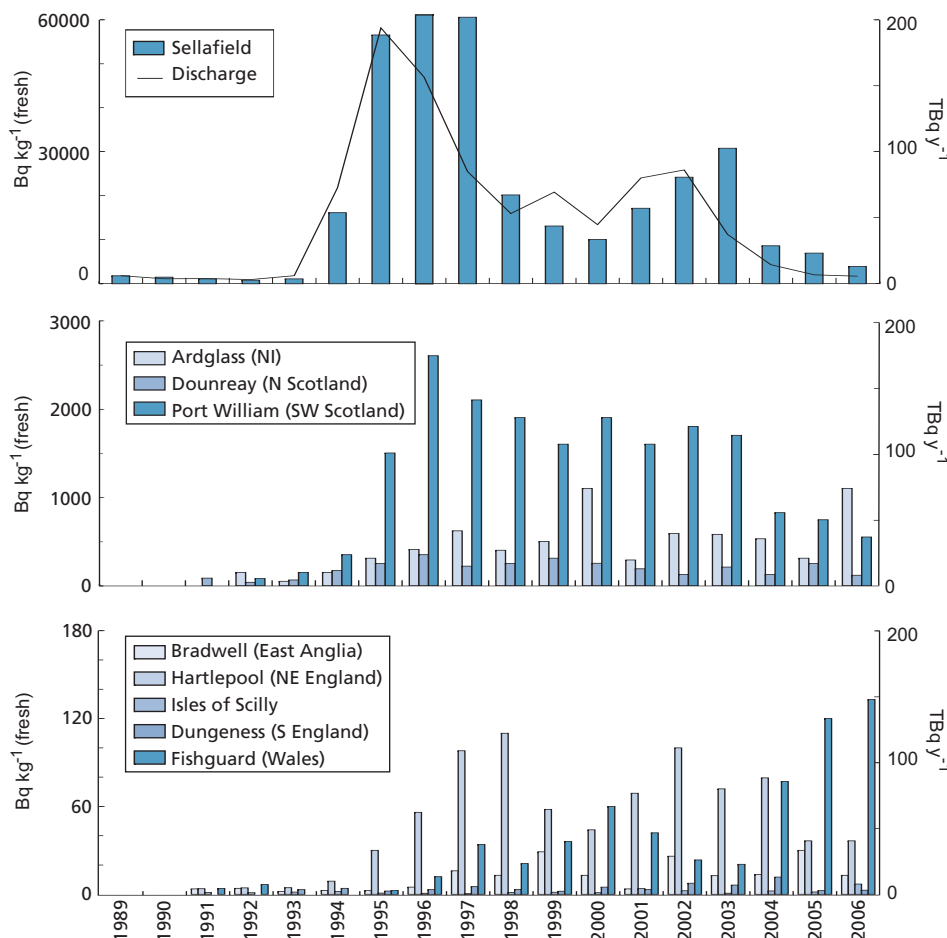 60000
30000
0
Bq kg-1 (fresh)
Sellafield
Discharge
200
100
0
TBq y-1
3000
2000
1000
0
Bq kg-1 (fresh)
Ardglass (NI)
Dounreay (N Scotland)
Port William (SW Scotland)
200
100
0
TBq y-1
180
120
60
0
Bq kg-1 (fresh)
Bradwell (East Anglia)
Hartlepool (NE England)
Isles of Scilly
Dungeness (S England)
Fishguard (Wales)
200
100
0
TBq y-1
1989 1990 1991 1992 1993 1994 1995 1996 1997 1998 1999 2000 2001 2002 2003 2004 2005 2006